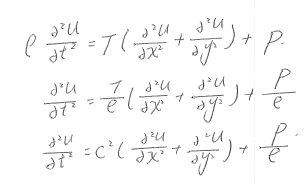 ρ ∂²u/∂t² = T(∂²u/∂x² + ∂²u/∂y²) + P.
∂²u/∂t² = T/ρ(∂²u/∂x² + ∂²u/∂y²) + P/ρ
∂²u/∂t² = c²(∂²u/∂x² + ∂²u/∂y²) + P/ρ.